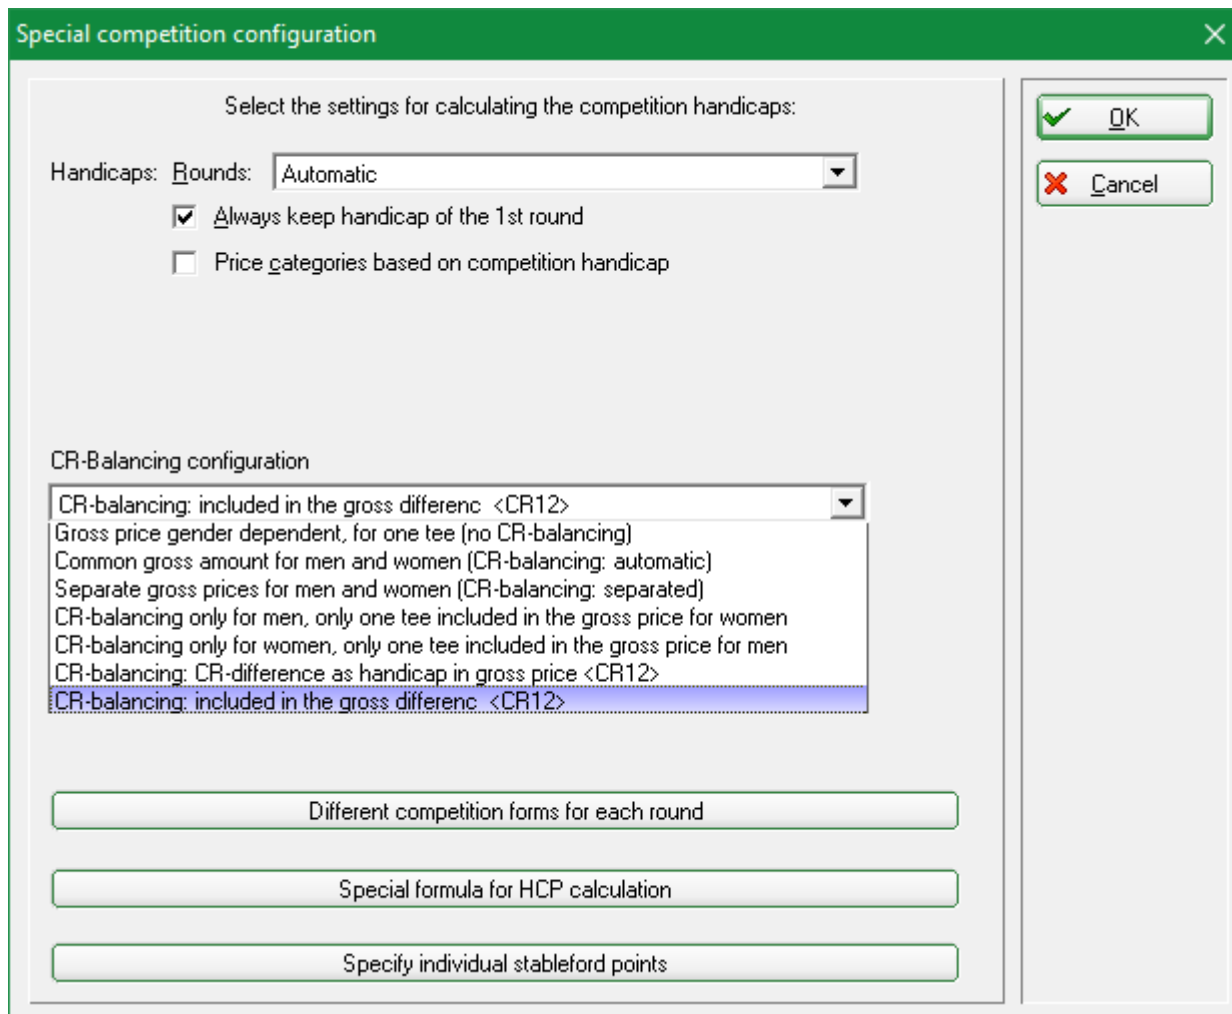 Special competition configuration
Select the settings for calculating the competition handicaps:
OK
Cancel
Handicaps: Rounds: Automatic
Always keep handicap of the 1st round
Price categories based on competition handicap
CR-Balancing configuration
CR-balancing: included in the gross differenc <CR12>
Gross price gender dependent, for one tee (no CR-balancing)
Common gross amount for men and women (CR-balancing: automatic)
Separate gross prices for men and women (CR-balancing: separated)
CR-balancing only for men, only one tee included in the gross price for women
CR-balancing only for women, only one tee included in the gross price for men
CR-balancing: CR-difference as handicap in gross price <CR12>
CR-balancing: included in the gross differenc <CR12>
Different competition forms for each round
Special formula for HCP calculation
Specify individual stableford points